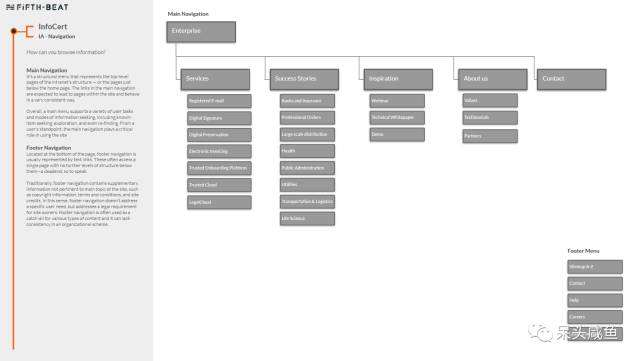 FIFTH-BEAT
InfoCert
IA - Navigation
How can you browse information?
Main Navigation
It's a structural menu that represents the top level
pages of the intranet's structure — or the pages just
below the home page. The links in the main navigation
are expected to lead to pages within the site and behave
in a very consistent way.
Overall, a main menu supports a variety of user tasks
and modes of information seeking, including known-
item seeking, exploration, and even re-finding. From a
user's standpoint, the main navigation plays a critical
role in using the site
Footer Navigation
Located at the bottom of the page, footer navigation is
usually represented by text links. These often access a
single page with no further levels of structure below
them—a dead end, so to speak.
Traditionally, footer navigation contains supplementary
information not pertinent to main topic of the site, such
as copyright information, terms and conditions, and site
credits. In this sense, footer navigation doesn't address
a specific user need, but addresses a legal requirement
for site owners. Footer navigation is often used as a
catch-all for various types of content and it can lack
consistency in an organizational scheme.
Main Navigation
Enterprise
Services
Registered E-mail
Digital Signature
Digital Preservation
Electronic Invoicing
Trusted Onboarding Platform
Trusted Cloud
LegalCloud
Success Stories
Banks and Insurance
Professional Orders
Large-scale distribution
Health
Public Administration
Utilities
Transportation & Logistics
Life Science
Inspiration
Webinar
Technical Whitepaper
Demo
About us
Values
Testimonials
Partners
Contact
Footer Menu
Sitemap A-Z
Contact
Help
Careers
呆头咸鱼